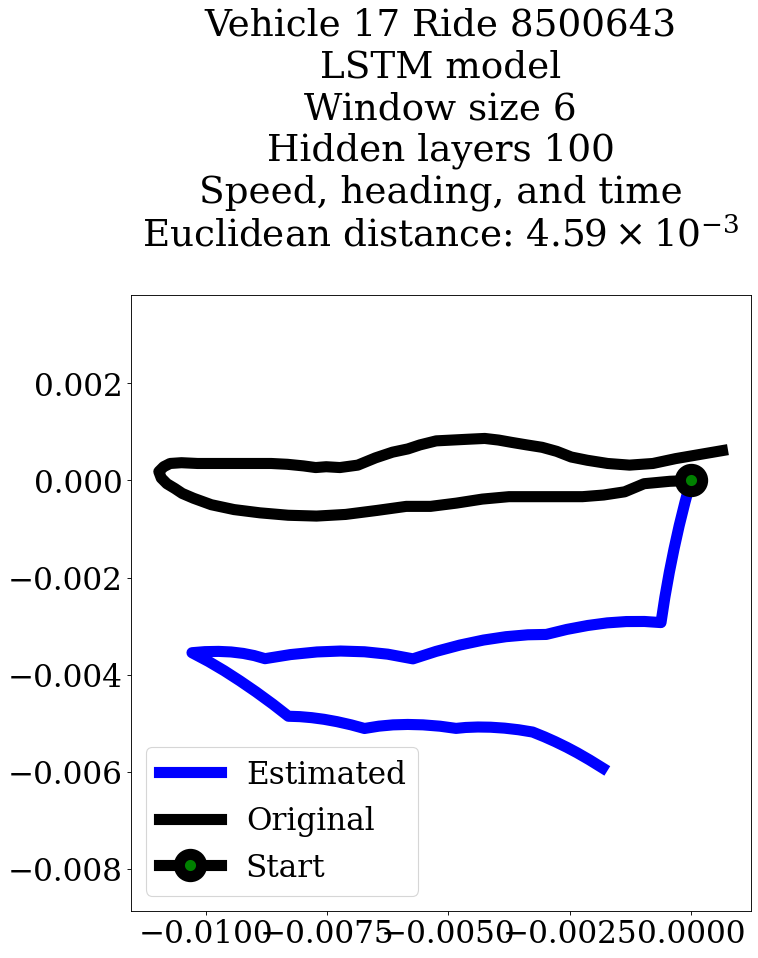 Vehicle 17 Ride 8500643
LSTM model
Window size 6
Hidden layers 100
Speed, heading, and time
Euclidean distance: 4.59 × 10⁻³
0.002
0.000
−0.002
−0.004
−0.006
−0.008
Estimated
Original
Start
−0.0100 −0.0075 −0.0050 −0.0025 0.0000